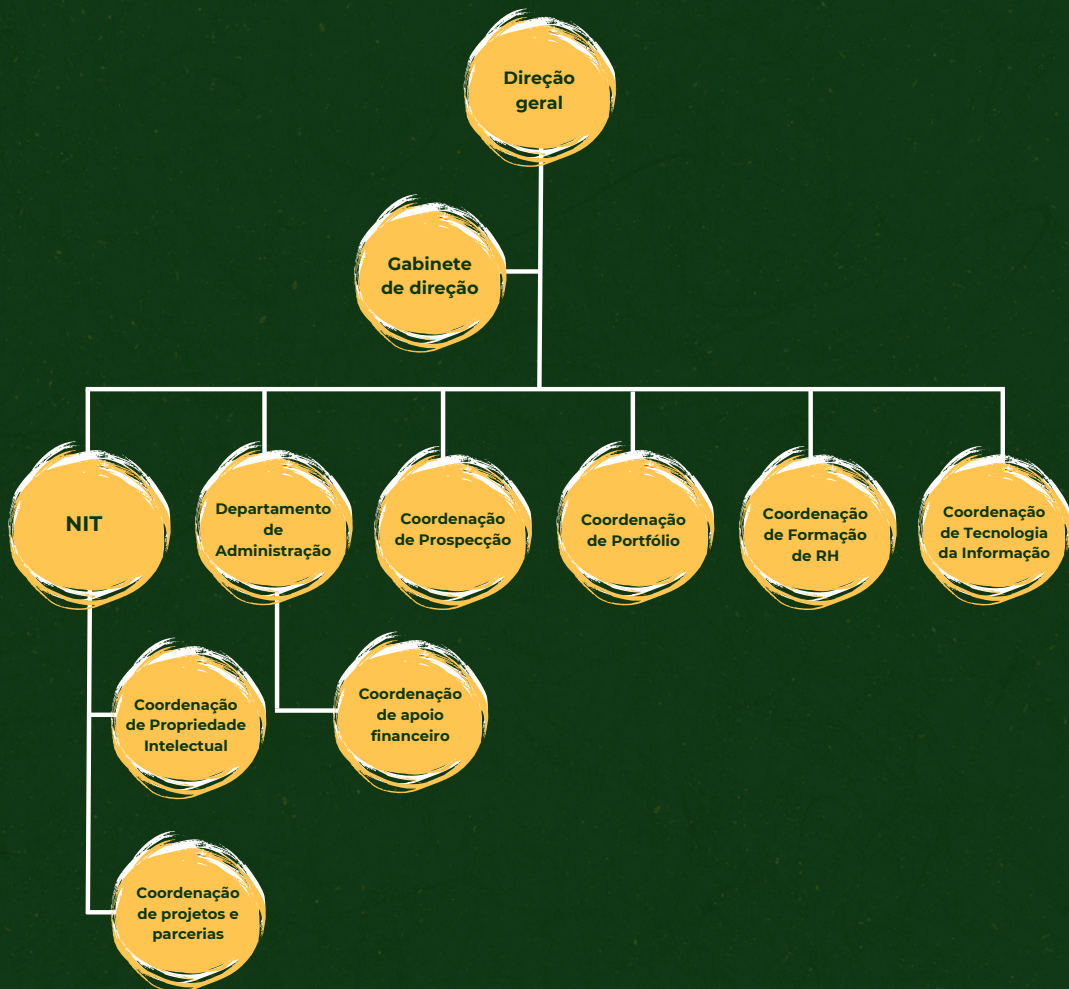 Direção
geral
Gabinete
de direção
NIT
Departamento
de
Administração
Coordenação
de Prospecção
Coordenação
de Portfólio
Coordenação
de Formação
de RH
Coordenação
de Tecnologia
da Informação
Coordenação
de Propriedade
Intelectual
Coordenação
de apoio
financeiro
Coordenação
de projetos e
parcerias